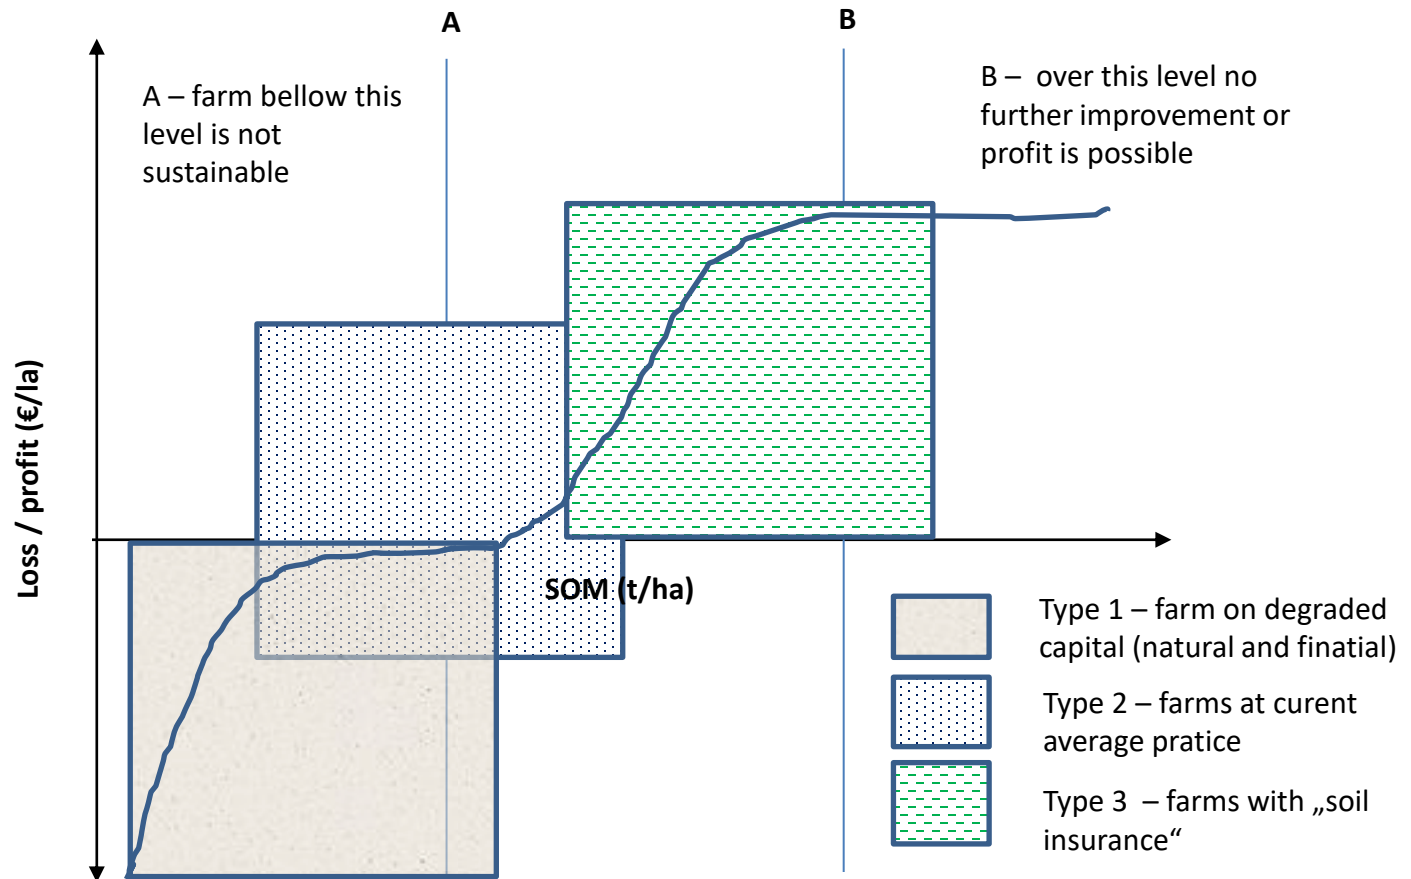 A
B
A – farm bellow this
level is not
sustainable
B –  over this level no
further improvement or
profit is possible
Loss / profit (€/la)
SOM (t/ha)
Type 1 – farm on degraded
capital (natural and finatial)
Type 2 – farms at curent
average pratice
Type 3  – farms with „soil
insurance“